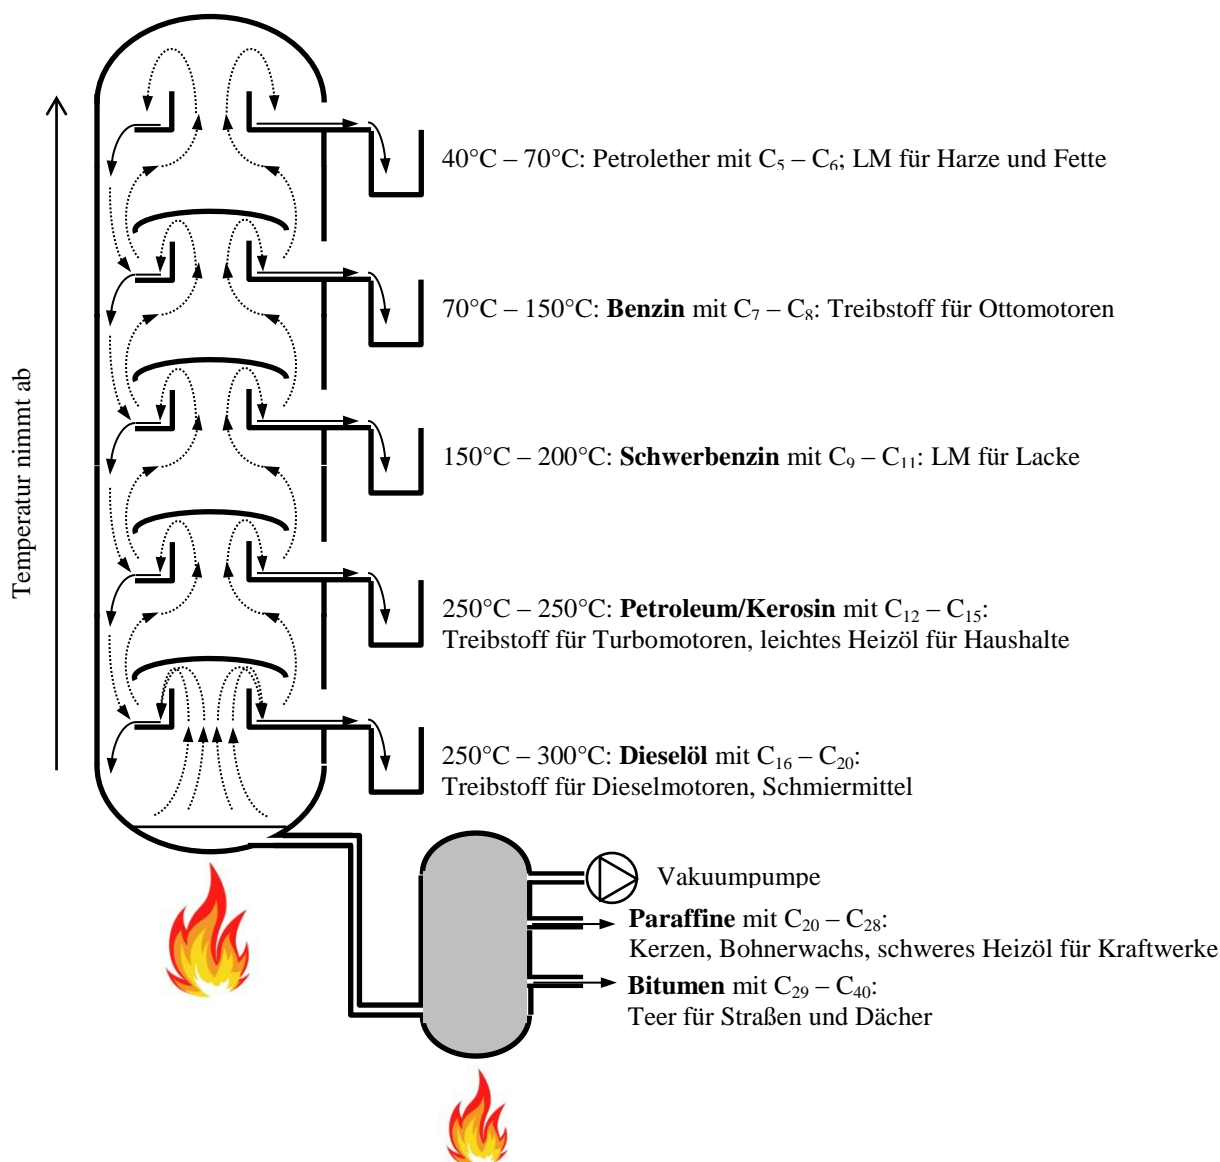 Temperatur nimmt ab
40°C – 70°C: Petrolether mit C₅ – C₆; LM für Harze und Fette
70°C – 150°C: Benzin mit C₇ – C₈: Treibstoff für Ottomotoren
150°C – 200°C: Schwerbenzin mit C₉ – C₁₁: LM für Lacke
250°C – 250°C: Petroleum/Kerosin mit C₁₂ – C₁₅:
Treibstoff für Turbomotoren, leichtes Heizöl für Haushalte
250°C – 300°C: Dieselöl mit C₁₆ – C₂₀:
Treibstoff für Dieselmotoren, Schmiermittel
Vakuumpumpe
Paraffine mit C₂₀ – C₂₈:
Kerzen, Bohnerwachs, schweres Heizöl für Kraftwerke
Bitumen mit C₂₉ – C₄₀:
Teer für Straßen und Dächer